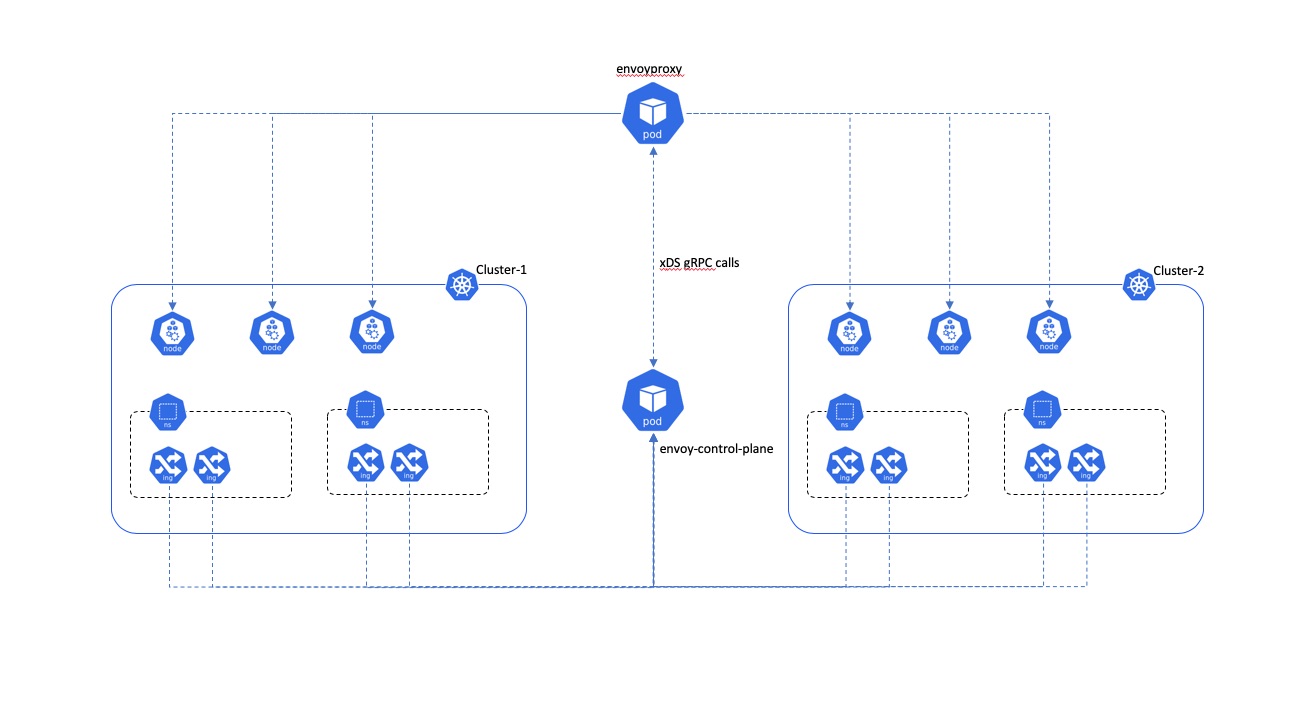 envoyproxy
pod
xDS gRPC calls
Cluster-1
Cluster-2
node
node
node
node
node
node
pod
envoy-control-plane
ns
ns
ns
ns
ing
ing
ing
ing
ing
ing
ing
ing